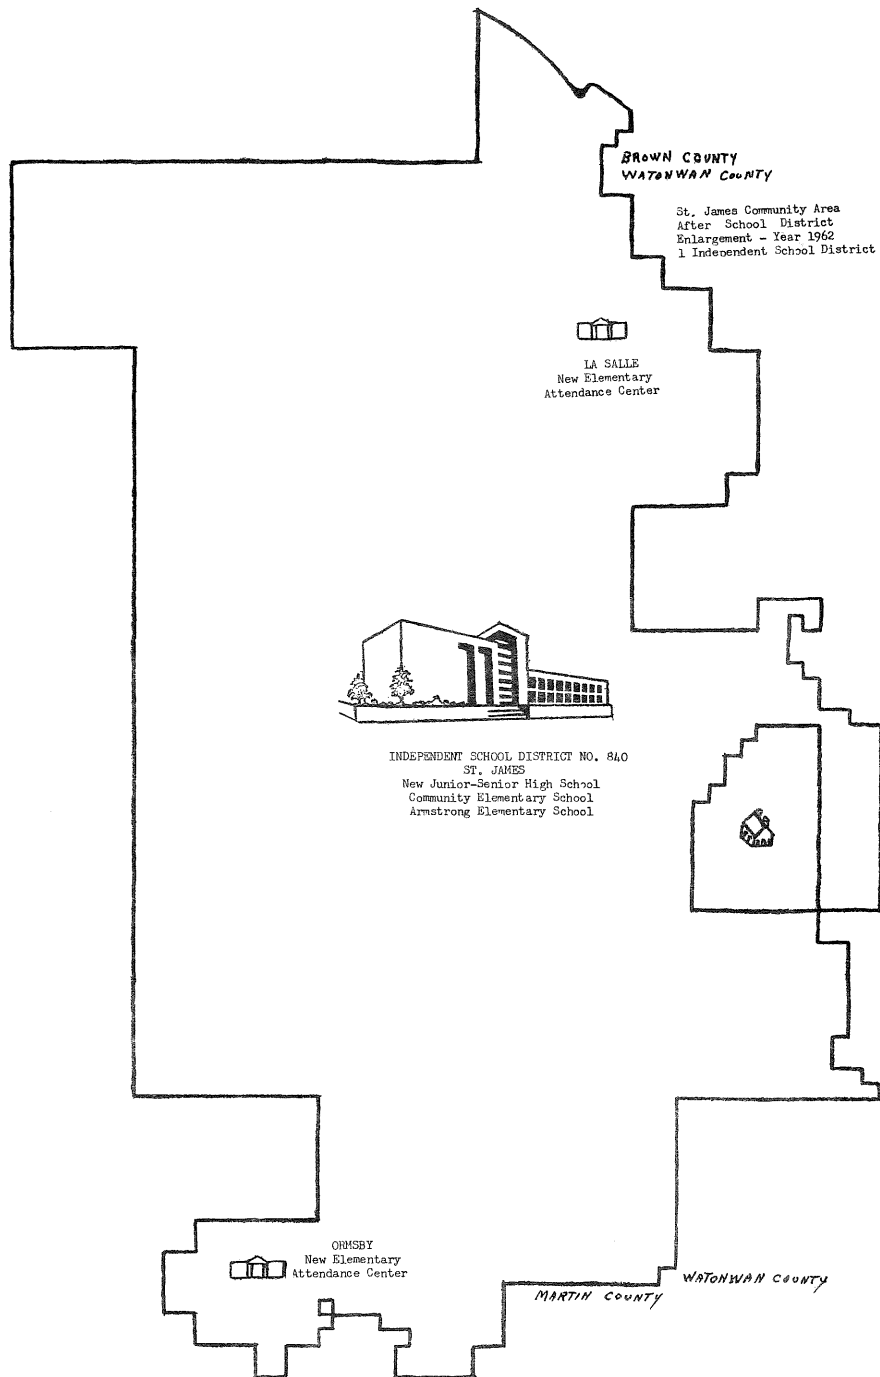 BROWN COUNTY
WATONWAN COUNTY
St. James Community Area
After School District
Enlargement - Year 1962
1 Independent School District
LA SALLE
New Elementary
Attendance Center
INDEPENDENT SCHOOL DISTRICT NO. 840
ST. JAMES
New Junior-Senior High School
Community Elementary School
Armstrong Elementary School
ORMSBY
New Elementary
Attendance Center
WATONWAN COUNTY
MARTIN COUNTY